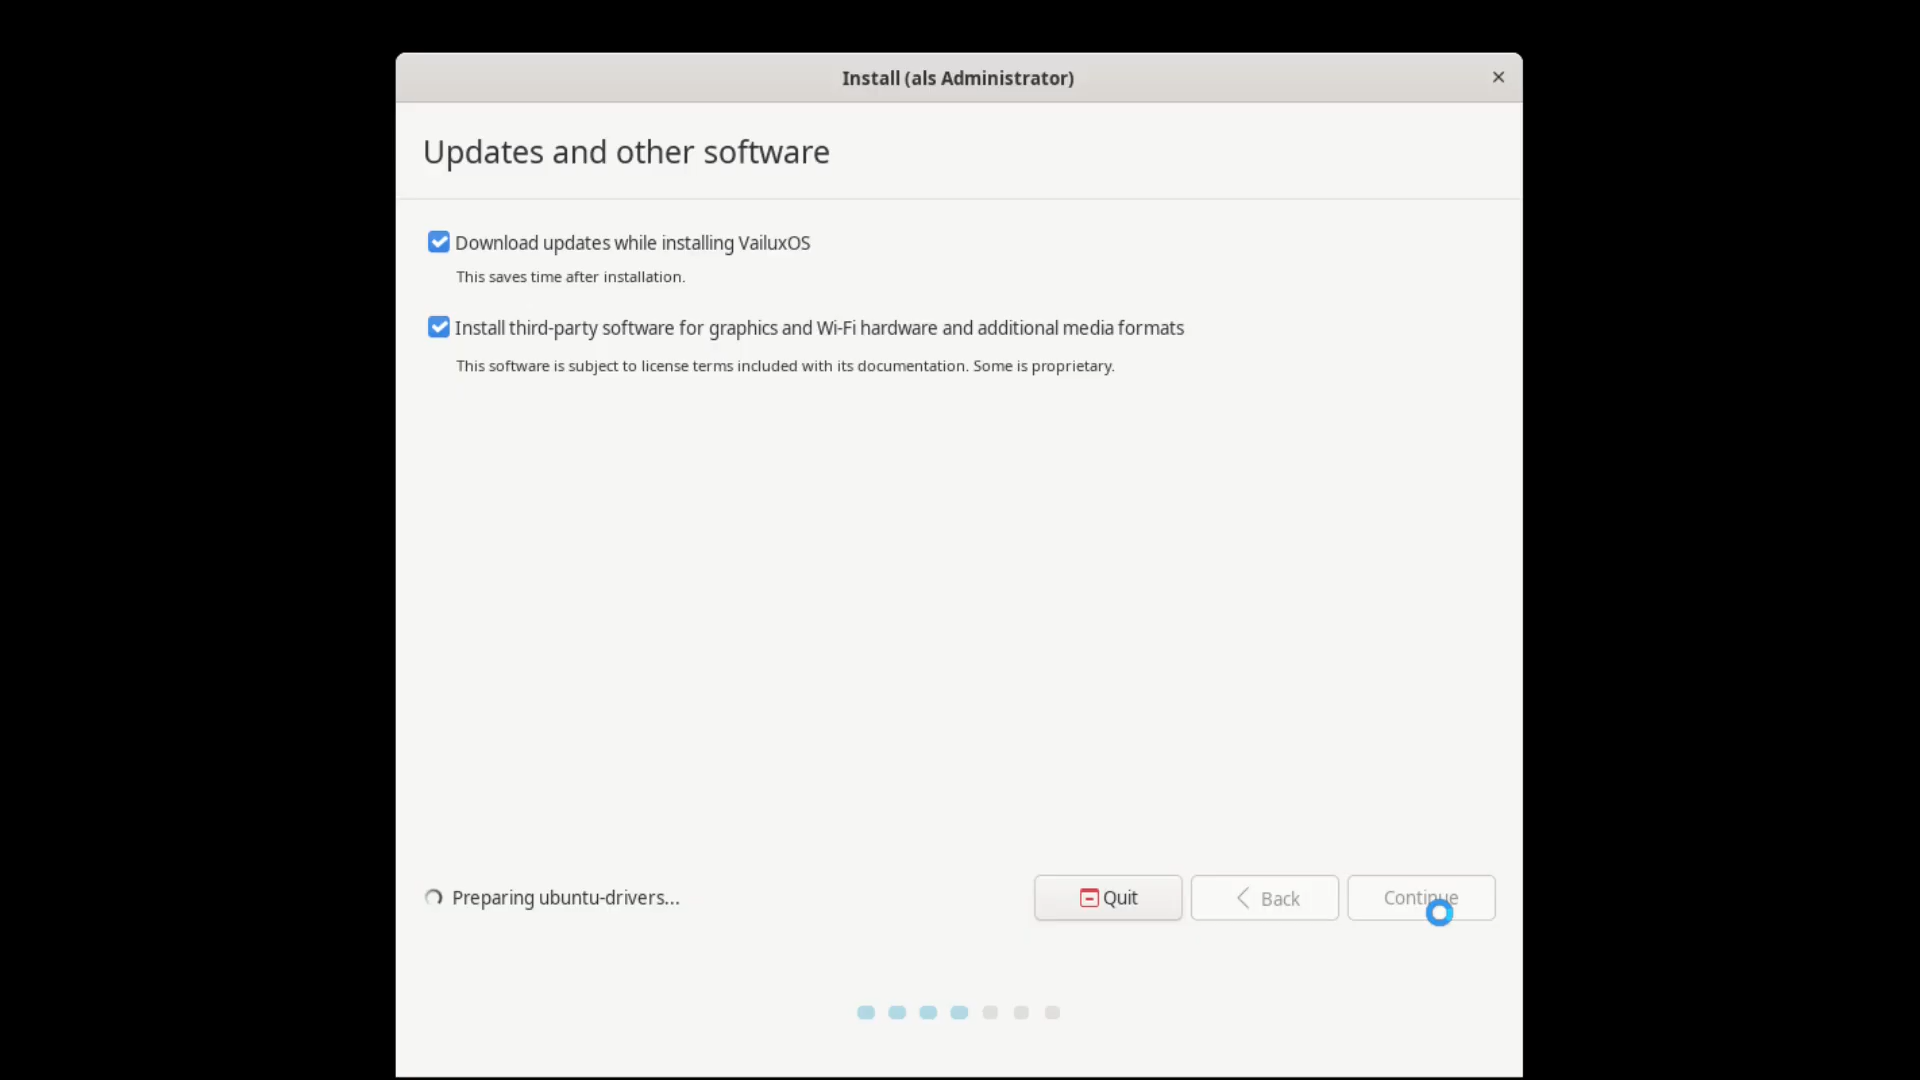 Install (als Administrator)
Updates and other software
Download updates while installing VailuxOS
This saves time after installation.
Install third-party software for graphics and Wi-Fi hardware and additional media formats
This software is subject to license terms included with its documentation. Some is proprietary.
Preparing ubuntu-drivers...
Quit
Back
Continue